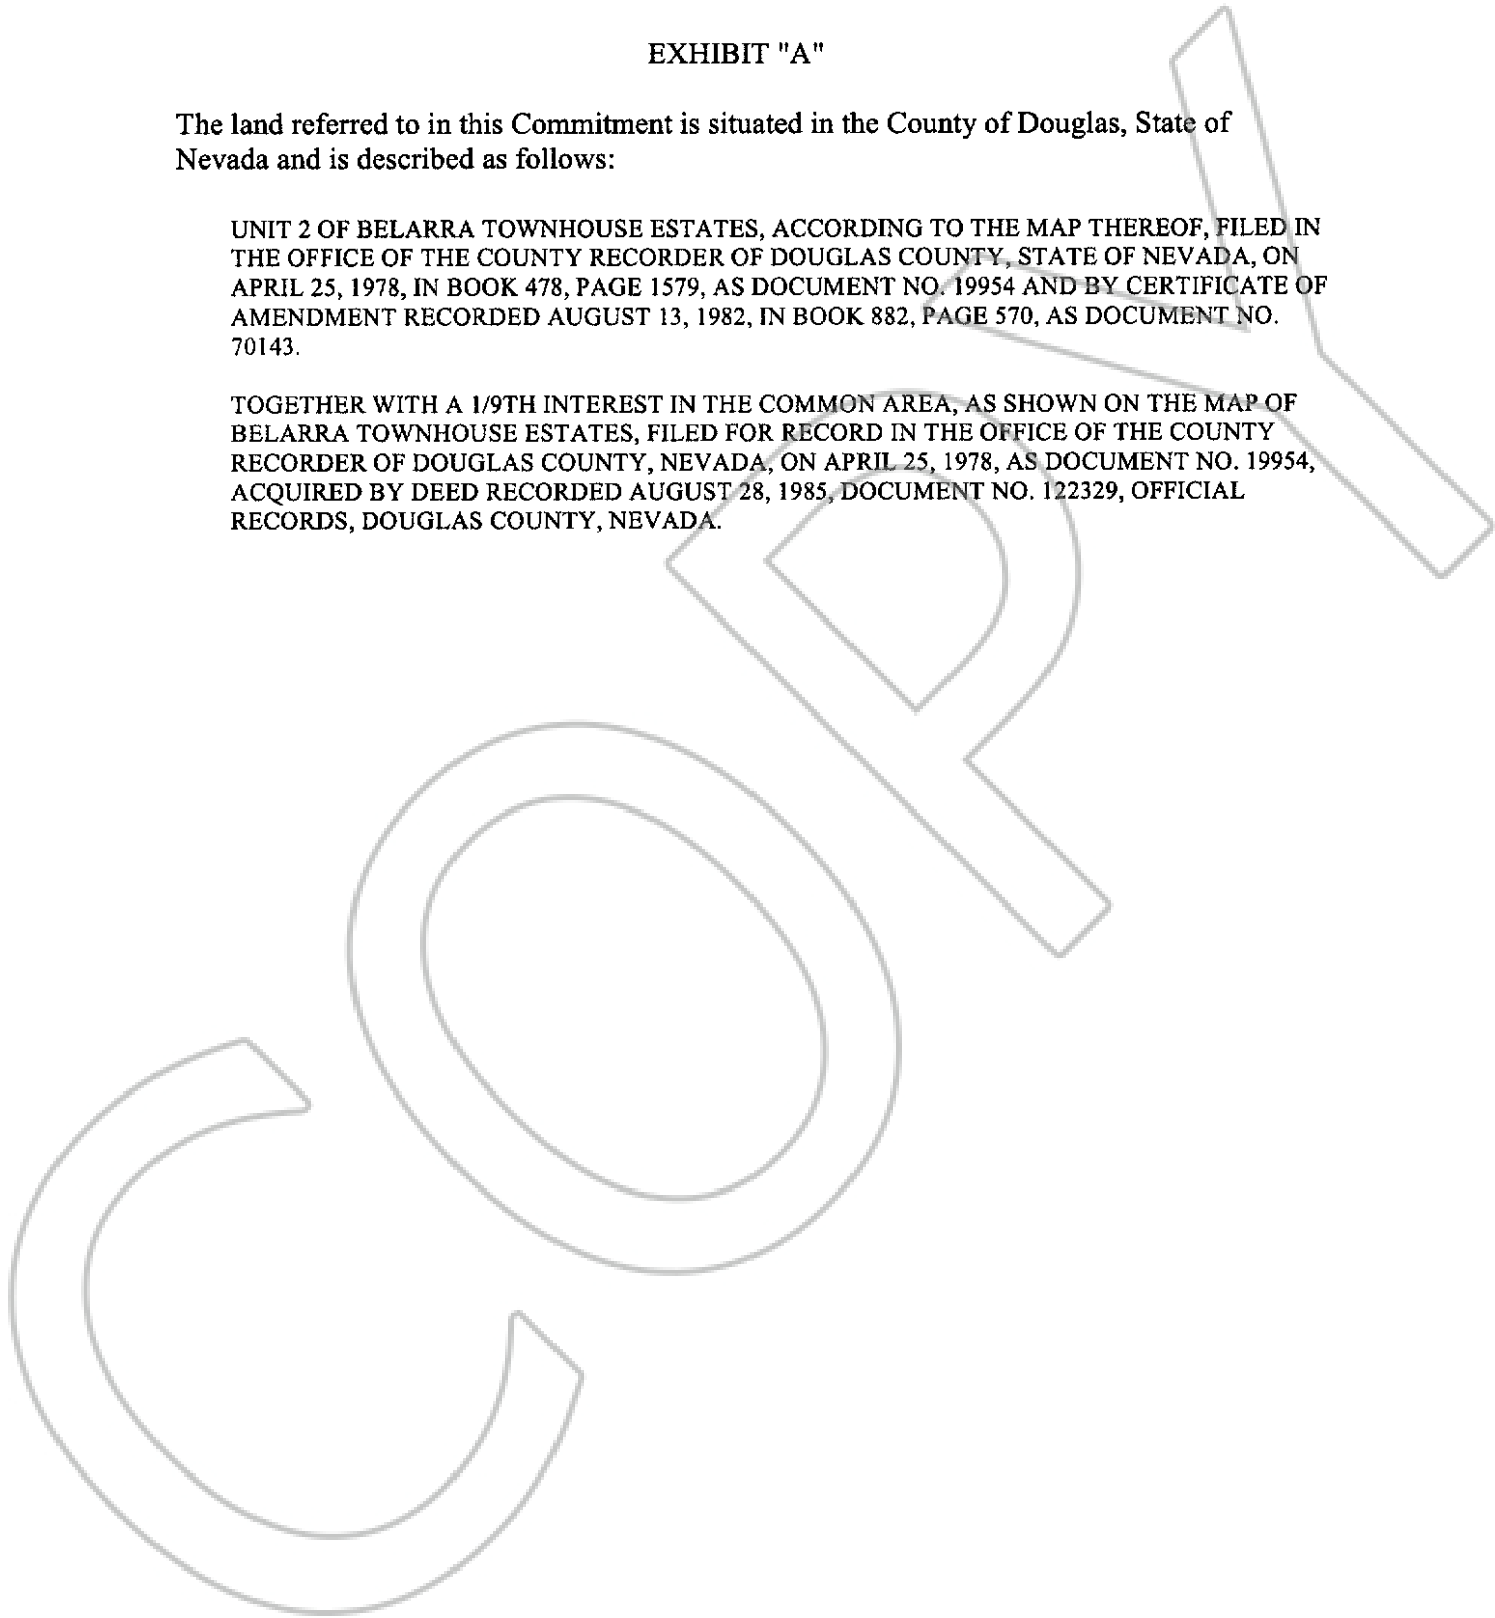 EXHIBIT "A"
The land referred to in this Commitment is situated in the County of Douglas, State of
Nevada and is described as follows:
UNIT 2 OF BELARRA TOWNHOUSE ESTATES, ACCORDING TO THE MAP THEREOF, FILED IN
THE OFFICE OF THE COUNTY RECORDER OF DOUGLAS COUNTY, STATE OF NEVADA, ON
APRIL 25, 1978, IN BOOK 478, PAGE 1579, AS DOCUMENT NO. 19954 AND BY CERTIFICATE OF
AMENDMENT RECORDED AUGUST 13, 1982, IN BOOK 882, PAGE 570, AS DOCUMENT NO.
70143.
TOGETHER WITH A 1/9TH INTEREST IN THE COMMON AREA, AS SHOWN ON THE MAP OF
BELARRA TOWNHOUSE ESTATES, FILED FOR RECORD IN THE OFFICE OF THE COUNTY
RECORDER OF DOUGLAS COUNTY, NEVADA, ON APRIL 25, 1978, AS DOCUMENT NO. 19954,
ACQUIRED BY DEED RECORDED AUGUST 28, 1985, DOCUMENT NO. 122329, OFFICIAL
RECORDS, DOUGLAS COUNTY, NEVADA.
COPY